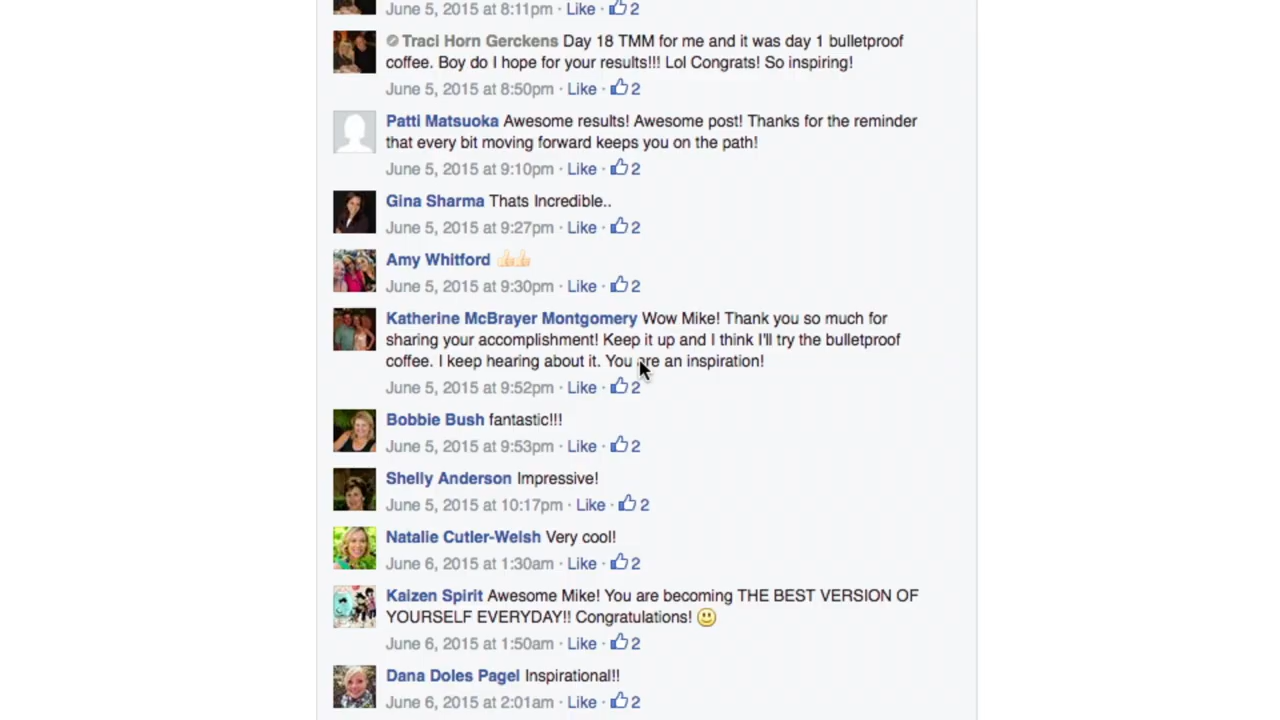 June 5, 2015 at 8:11pm · Like · 2
Traci Horn Gerckens Day 18 TMM for me and it was day 1 bulletproof
coffee. Boy do I hope for your results!!! Lol Congrats! So inspiring!
June 5, 2015 at 8:50pm · Like · 2
Patti Matsuoka Awesome results! Awesome post! Thanks for the reminder
that every bit moving forward keeps you on the path!
June 5, 2015 at 9:10pm · Like · 2
Gina Sharma Thats Incredible..
June 5, 2015 at 9:27pm · Like · 2
Amy Whitford 👍👍
June 5, 2015 at 9:30pm · Like · 2
Katherine McBrayer Montgomery Wow Mike! Thank you so much for
sharing your accomplishment! Keep it up and I think I'll try the bulletproof
coffee. I keep hearing about it. You are an inspiration!
June 5, 2015 at 9:52pm · Like · 2
Bobbie Bush fantastic!!!
June 5, 2015 at 9:53pm · Like · 2
Shelly Anderson Impressive!
June 5, 2015 at 10:17pm · Like · 2
Natalie Cutler-Welsh Very cool!
June 6, 2015 at 1:30am · Like · 2
Kaizen Spirit Awesome Mike! You are becoming THE BEST VERSION OF
YOURSELF EVERYDAY!! Congratulations! 🙂
June 6, 2015 at 1:50am · Like · 2
Dana Doles Pagel Inspirational!!
June 6, 2015 at 2:01am · Like · 2